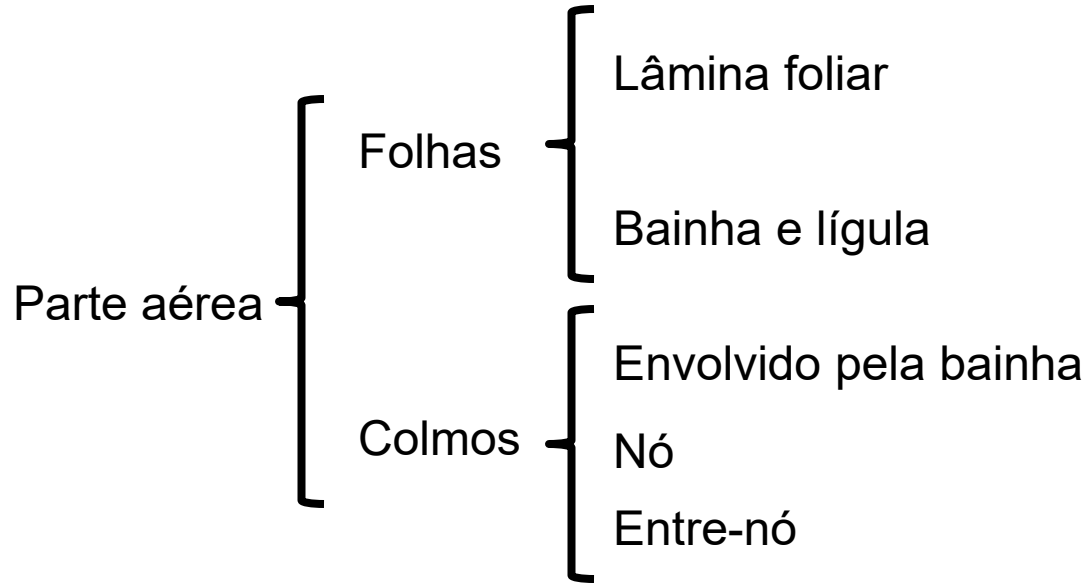 Parte aérea
Folhas
Lâmina foliar
Bainha e lígula
Colmos
Envolvido pela bainha
Nó
Entre-nó